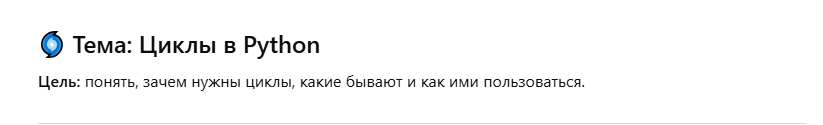 Тема: Циклы в Python
Цель: понять, зачем нужны циклы, какие бывают и как ими пользоваться.